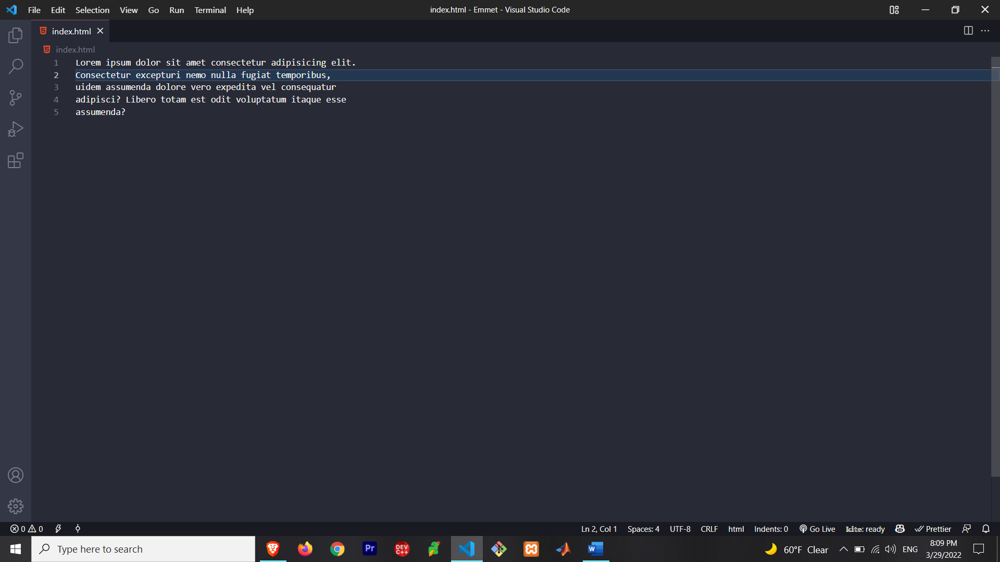 File Edit Selection View Go Run Terminal Help
index.html - Emmet - Visual Studio Code
index.html
index.html
1 Lorem ipsum dolor sit amet consectetur adipisicing elit.
2 Consectetur excepturi nemo nulla fugiat temporibus,
3 uidem assumenda dolore vero expedita vel consequatur
4 adipisci? Libero totam est odit voluptatum itaque esse
5 assumenda?
0 0 Ln 2, Col 1 Spaces: 4 UTF-8 CRLF html Indents: 0 Go Live kite: ready Prettier
Type here to search
Pr
DEV
C++
W
60°F Clear
ENG
8:09 PM
3/29/2022